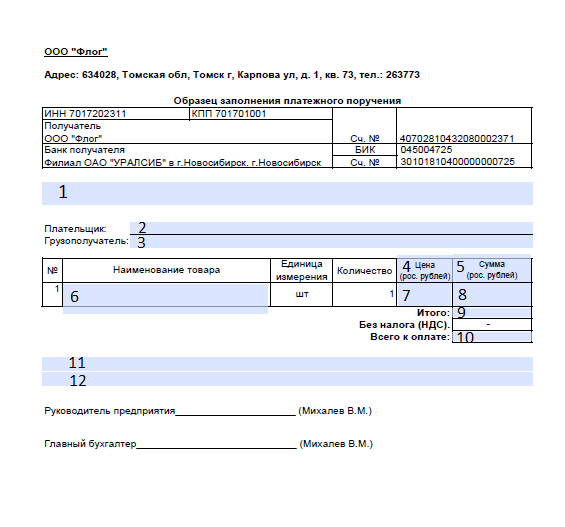 ООО "Флог"
Адрес: 634028, Томская обл, Томск г, Карпова ул, д. 1, кв. 73, тел.: 263773
Образец заполнения платежного поручения
ИНН 7017202311 КПП 701701001
Получатель
ООО "Флог" Сч. № 40702810432080002371
Банк получателя БИК 045004725
Филиал ОАО "УРАЛСИБ" в г.Новосибирск. г.Новосибирск Сч. № 30101810400000000725
1
Плательщик: 2
Грузополучатель: 3
№ Наименование товара Единица измерения Количество 4 Цена (рос. рублей) 5 Сумма (рос. рублей)
1 6 шт 1 7 8
Итого: 9
Без налога (НДС). -
Всего к оплате: 10
11
12
Руководитель предприятия______________________ (Михалев В.М.)
Главный бухгалтер_____________________________ (Михалев В.М.)